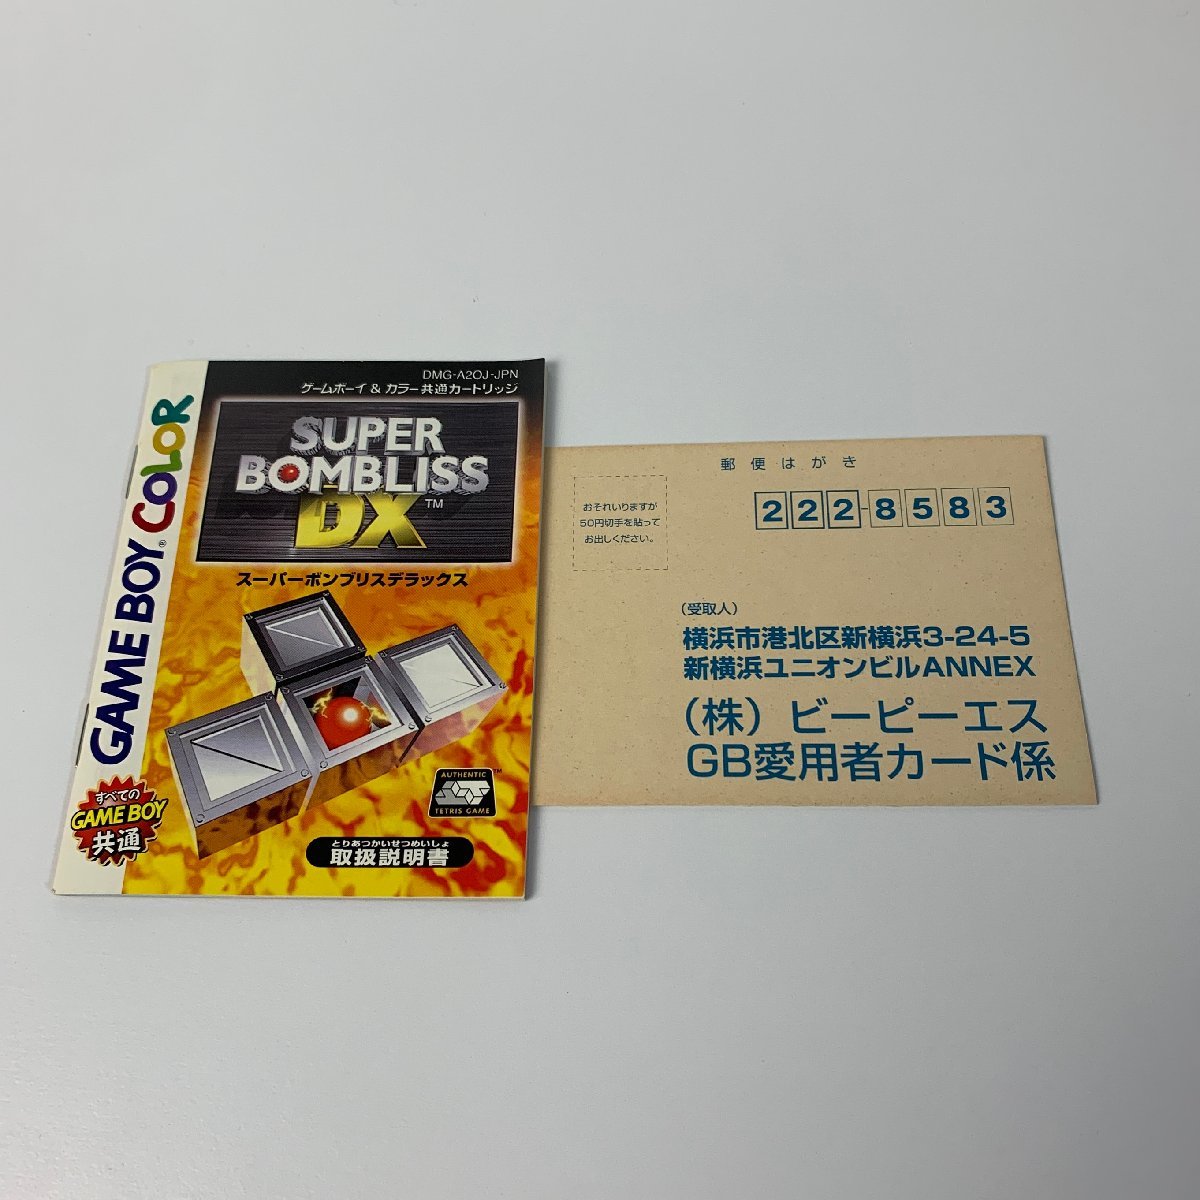 DMG-A2OJ-JPN
ゲームボーイ & カラー共通カートリッジ
SUPER
BOMBLISS
DX™
スーパーボンブリスデラックス
GAME BOY® COLOR
すべての
GAME BOY
共通
AUTHENTIC
TETRIS GAME
™
とりあつかいせつめいしょ
取扱説明書
郵便はがき
おそれいりますが
50円切手を貼って
お出しください。
222-8583
(受取人)
横浜市港北区新横浜3-24-5
新横浜ユニオンビルANNEX
(株) ビーピーエス
GB愛用者カード係